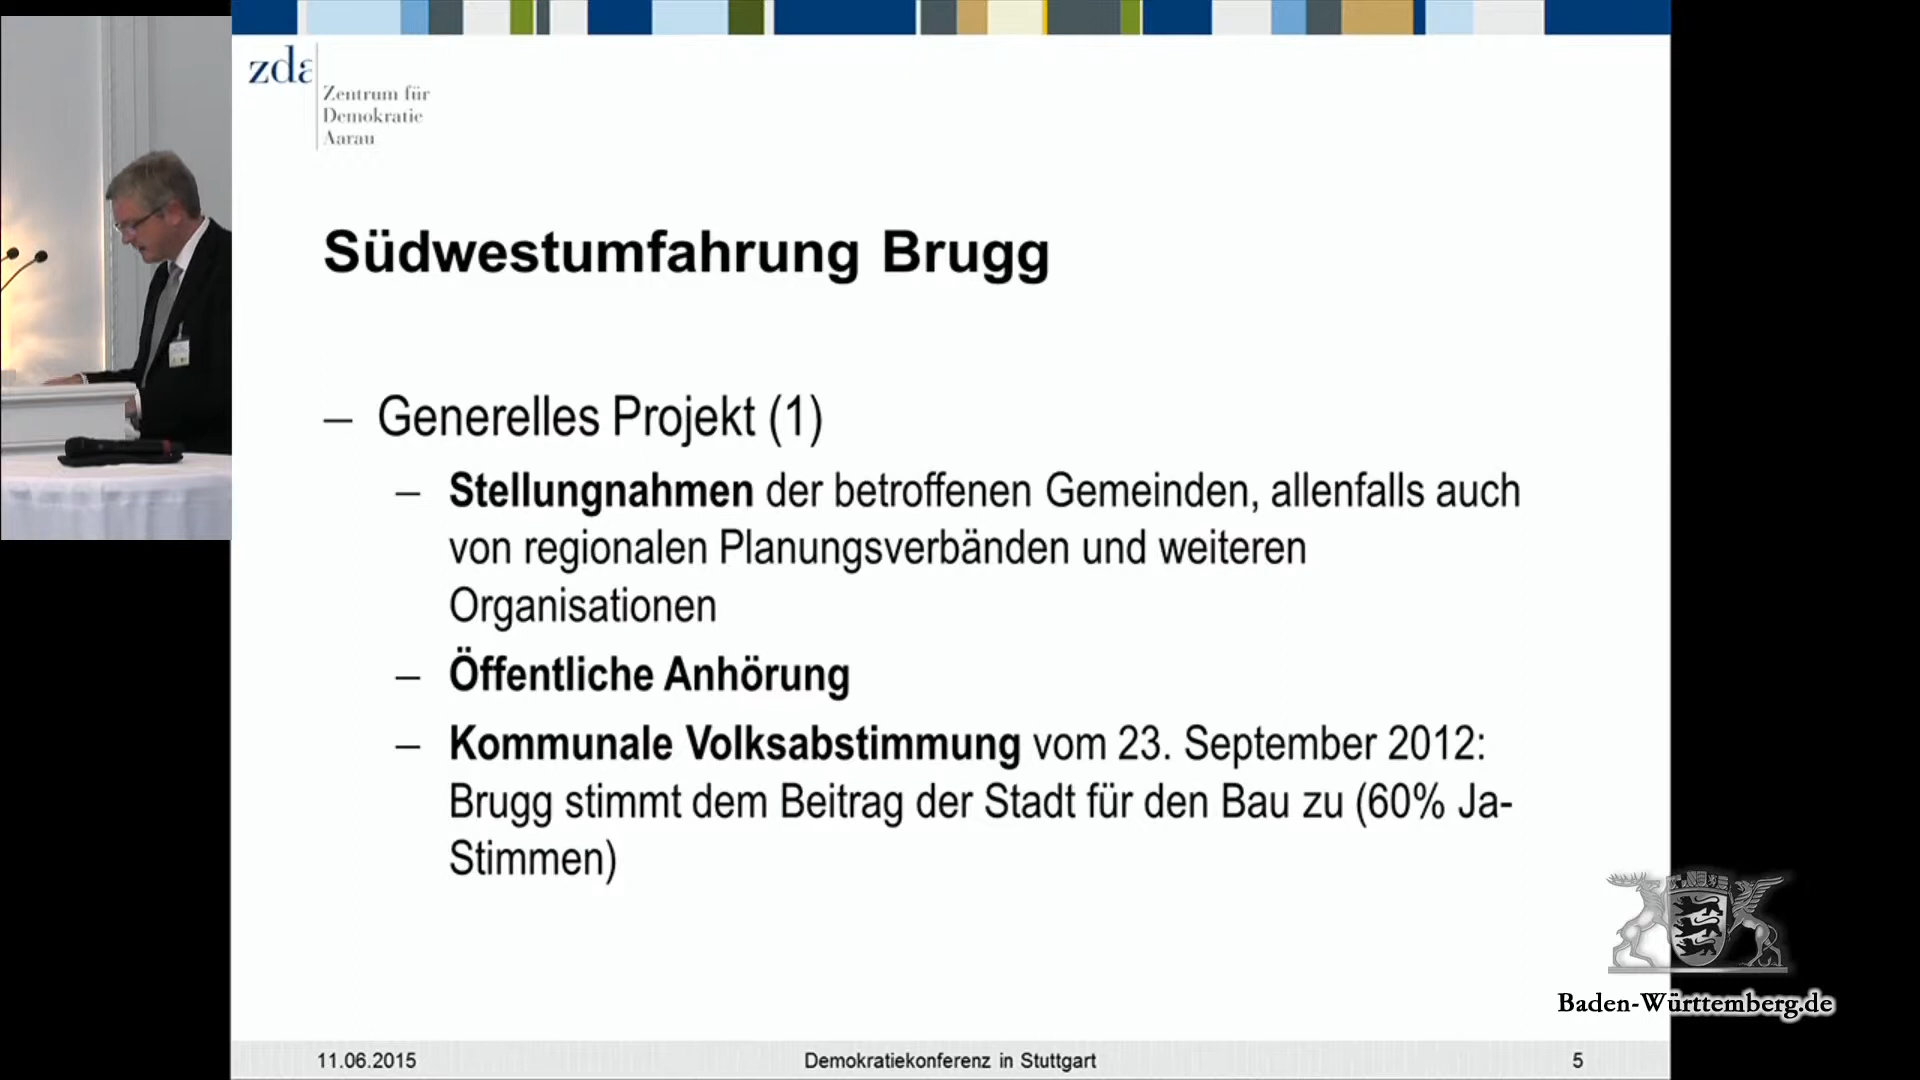 zda
Zentrum für
Demokratie
Aarau
Südwestumfahrung Brugg
– Generelles Projekt (1)
– Stellungnahmen der betroffenen Gemeinden, allenfalls auch
von regionalen Planungsverbänden und weiteren
Organisationen
– Öffentliche Anhörung
– Kommunale Volksabstimmung vom 23. September 2012:
Brugg stimmt dem Beitrag der Stadt für den Bau zu (60% Ja-
Stimmen)
Baden-Württemberg.de
11.06.2015 Demokratiekonferenz in Stuttgart 5